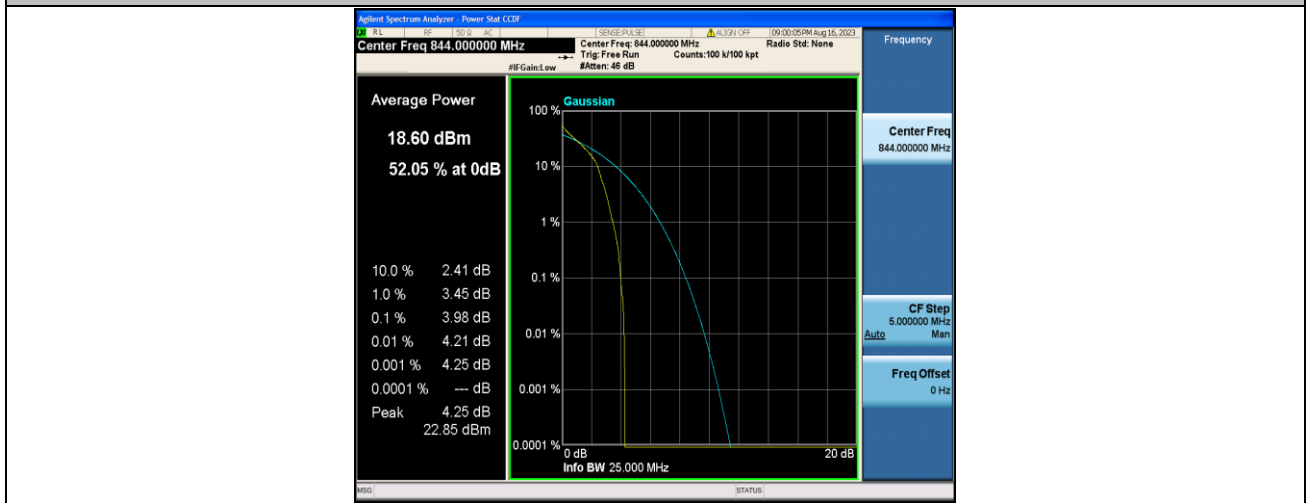 Agilent Spectrum Analyzer - Power Stat CCDF
RL RF 50 Ω AC SENSE:PULSE ALIGN OFF 09:00:05 PM Aug 16, 2023
Center Freq 844.000000 MHz
Center Freq: 844.000000 MHz Radio Std: None
Trig: Free Run Counts:100 k/100 kpt
#IFGain:Low #Atten: 46 dB
Frequency
Average Power
18.60 dBm
52.05 % at 0dB
10.0 % 2.41 dB
1.0 % 3.45 dB
0.1 % 3.98 dB
0.01 % 4.21 dB
0.001 % 4.25 dB
0.0001 % --- dB
Peak 4.25 dB
22.85 dBm
Gaussian
100 %
10 %
1 %
0.1 %
0.01 %
0.001 %
0.0001 %
0 dB 20 dB
Info BW 25.000 MHz
Center Freq
844.000000 MHz
CF Step
5.000000 MHz
Auto Man
Freq Offset
0 Hz
MSG STATUS